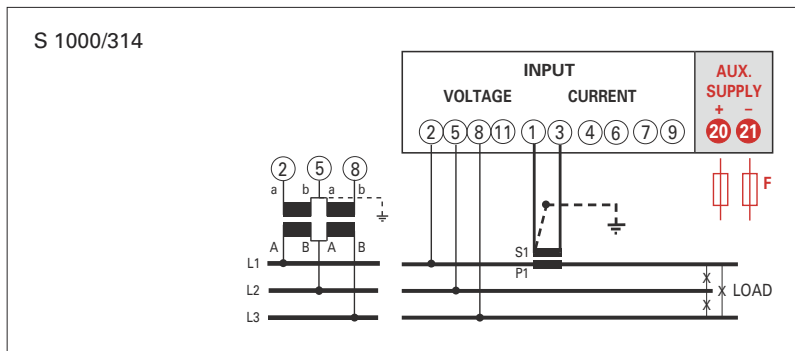 S 1000/314
INPUT
AUX.
SUPPLY
VOLTAGE CURRENT
+ −
2 5 8 11 1 3 4 6 7 9 20 21
2 5 8
a b a b
F
A B A B
S1
P1
L1
L2
L3
X
X X LOAD